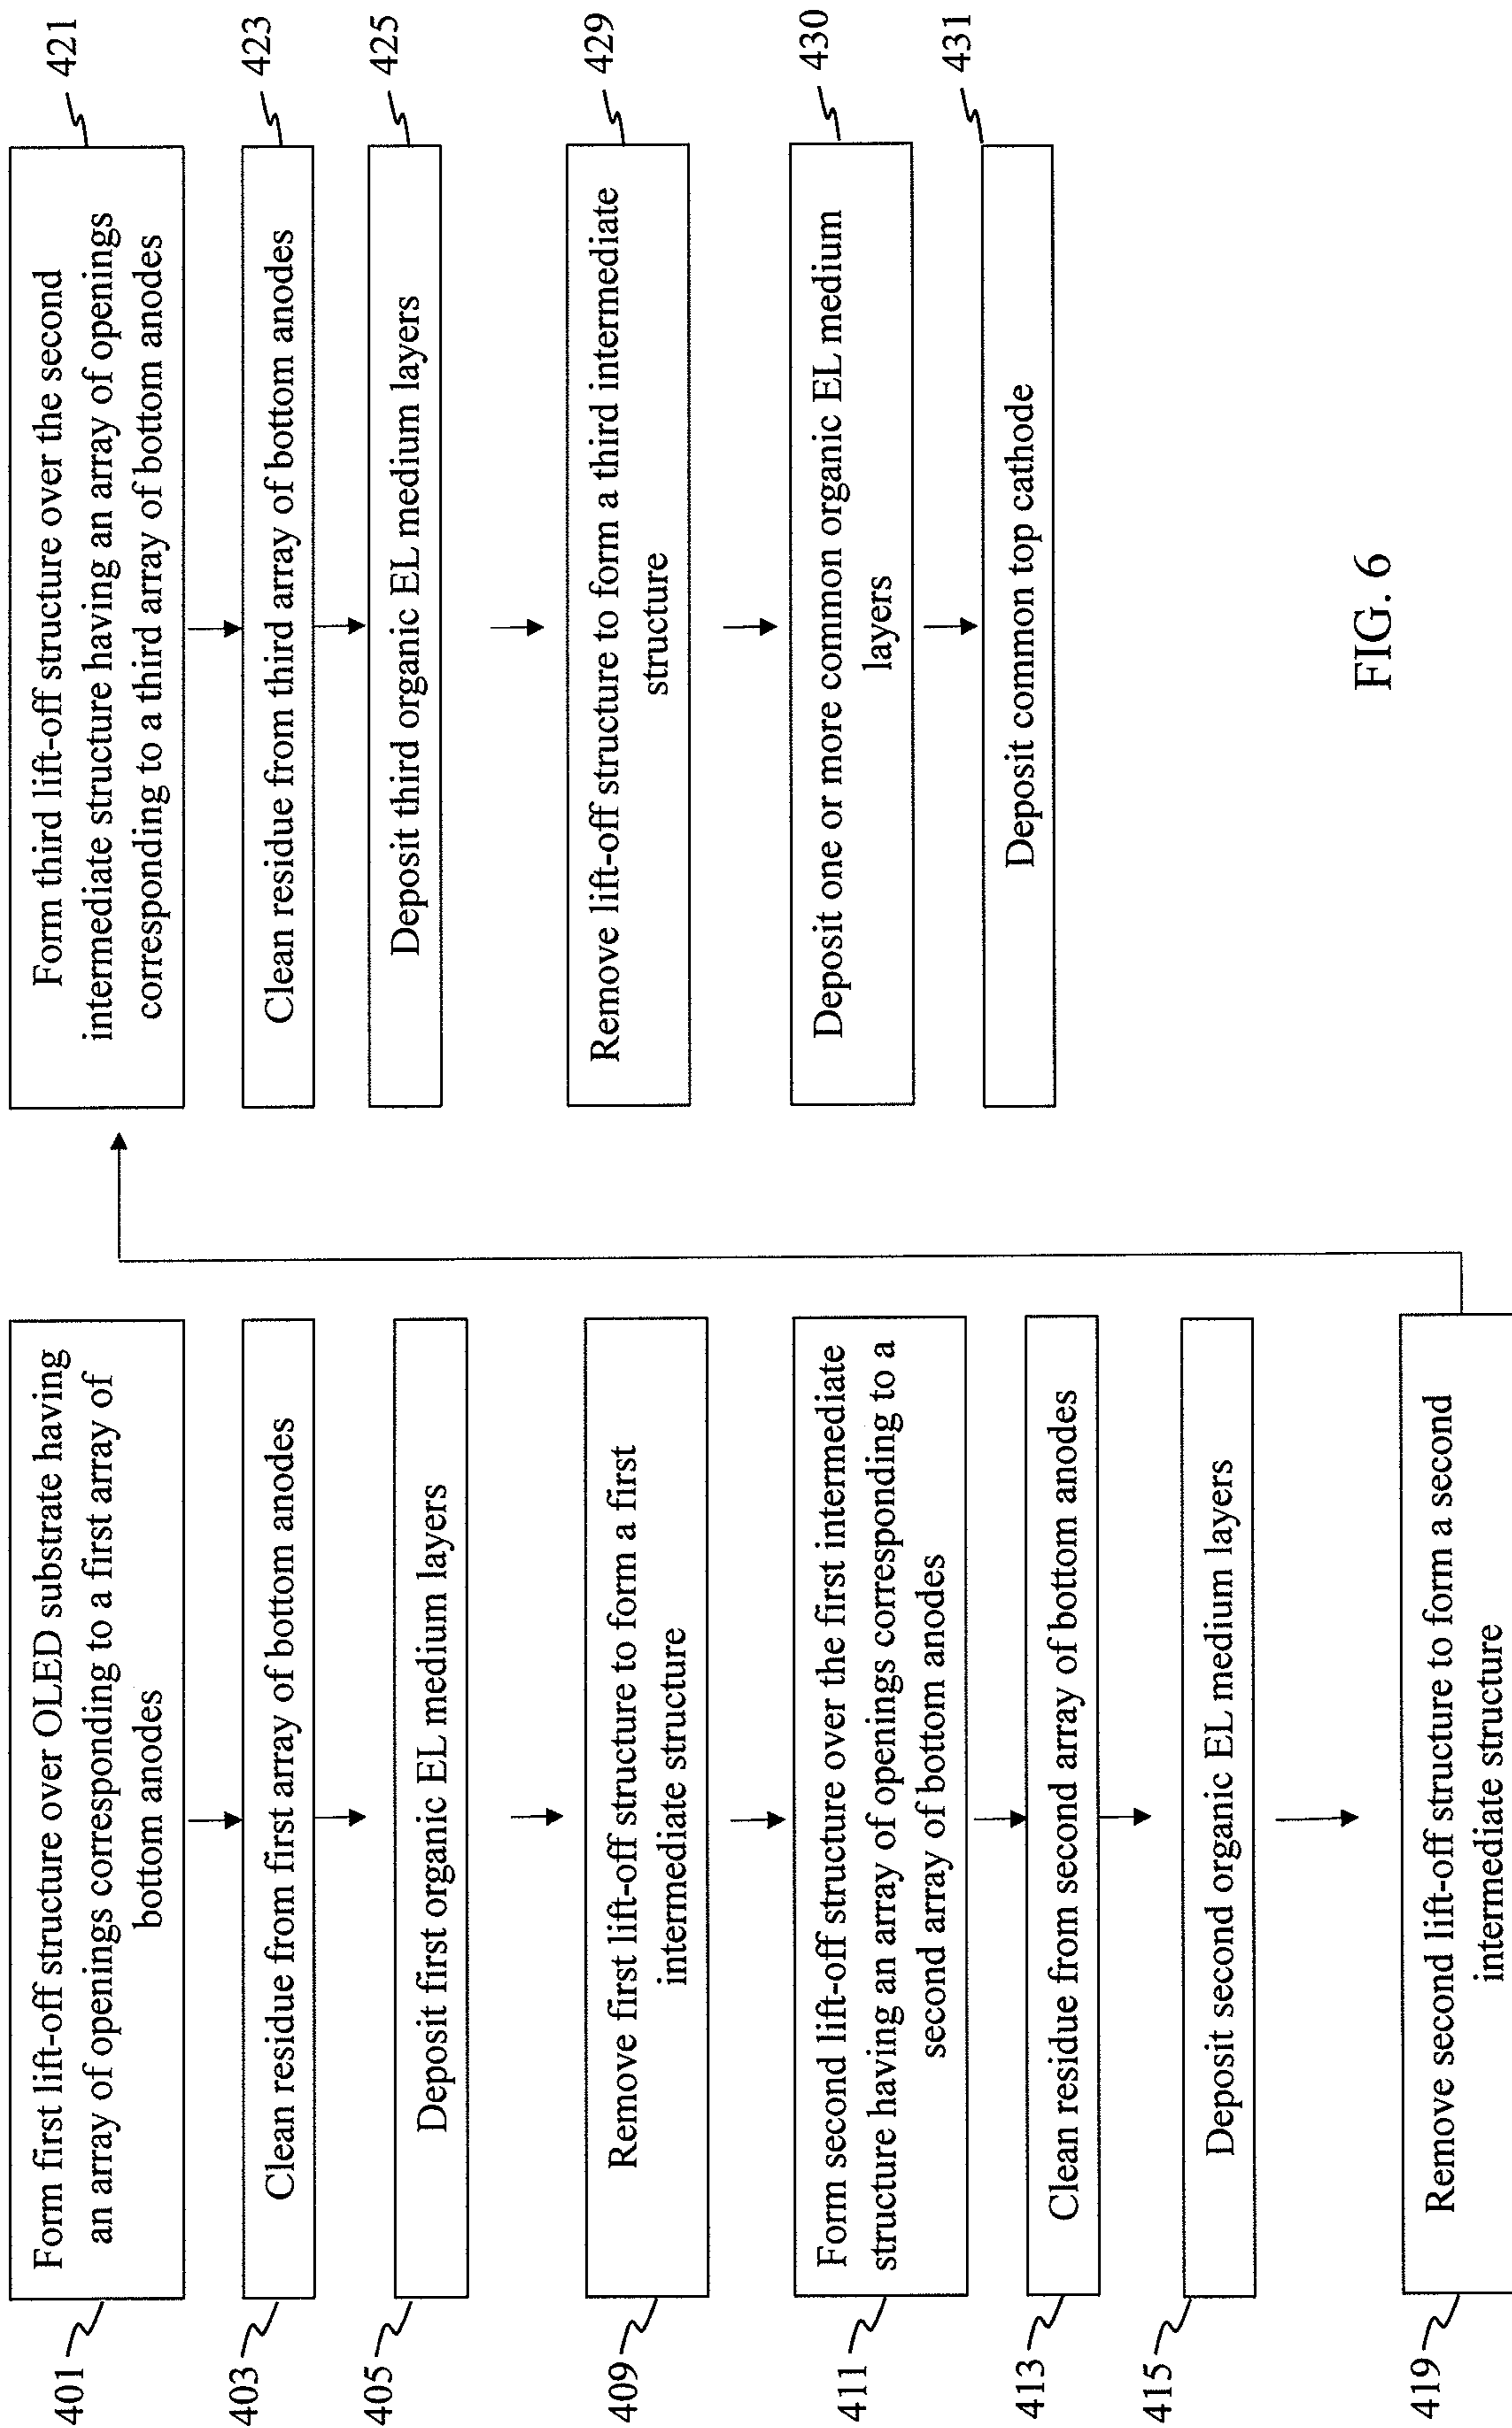 401
Form first lift-off structure over OLED substrate having
an array of openings corresponding to a first array of
bottom anodes
403
Clean residue from first array of bottom anodes
405
Deposit first organic EL medium layers
409
Remove first lift-off structure to form a first
intermediate structure
411
Form second lift-off structure over the first intermediate
structure having an array of openings corresponding to a
second array of bottom anodes
413
Clean residue from second array of bottom anodes
415
Deposit second organic EL medium layers
419
Remove second lift-off structure to form a second
intermediate structure
421
Form third lift-off structure over the second
intermediate structure having an array of openings
corresponding to a third array of bottom anodes
423
Clean residue from third array of bottom anodes
425
Deposit third organic EL medium layers
429
Remove lift-off structure to form a third intermediate
structure
430
Deposit one or more common organic EL medium
layers
431
Deposit common top cathode
FIG. 6